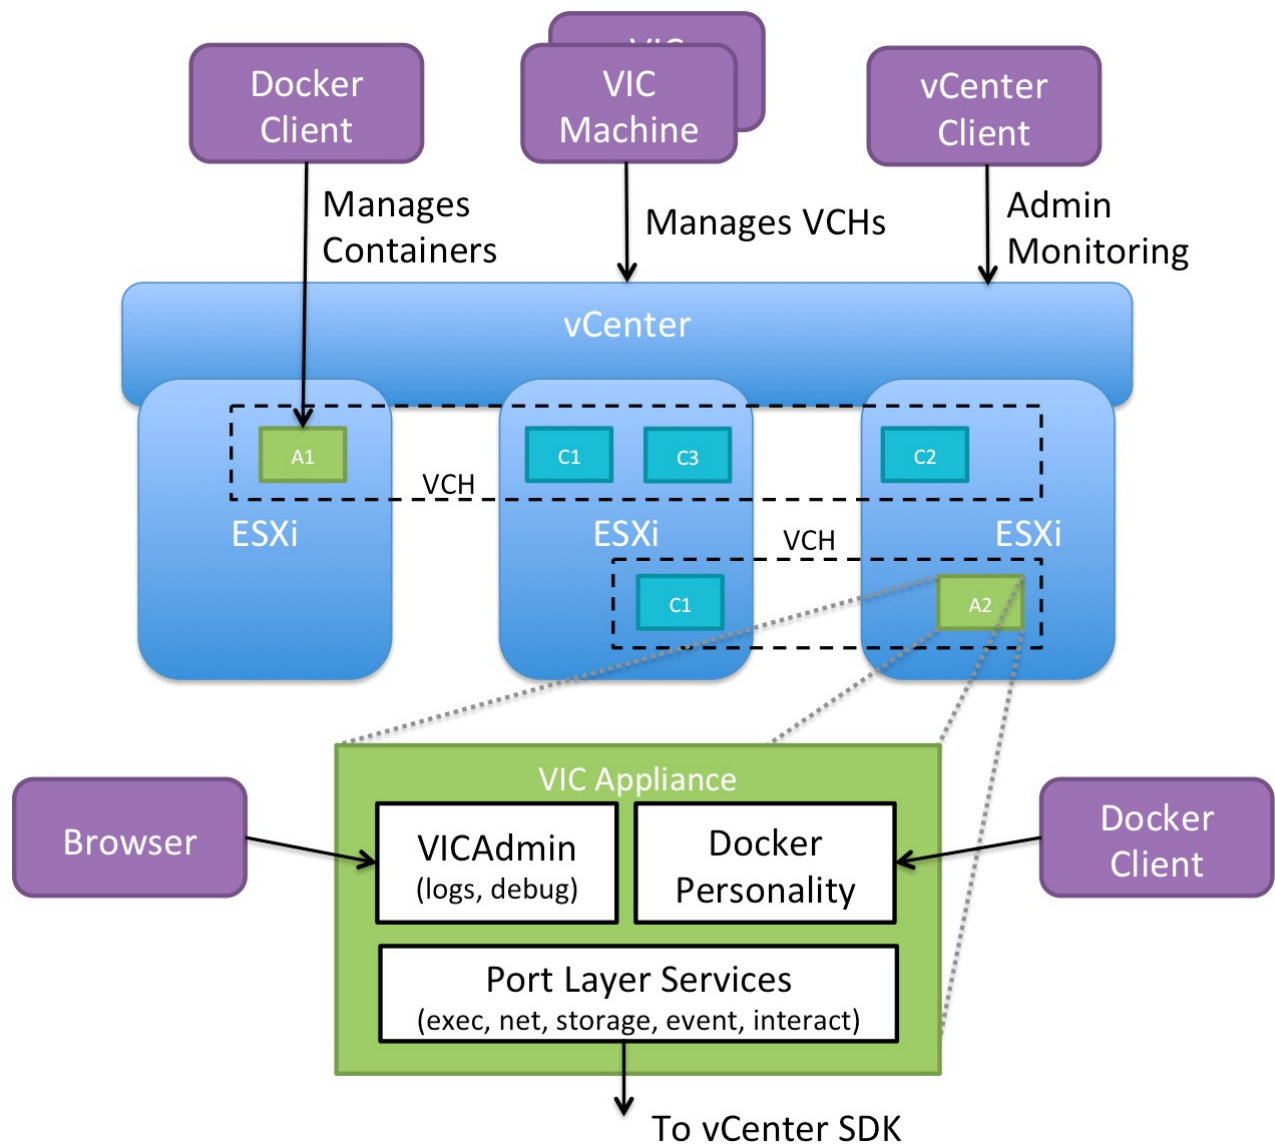 VIC
Docker
Client
VIC
Machine
vCenter
Client
Manages
Containers
Manages VCHs
Admin
Monitoring
vCenter
A1
C1
C3
C2
VCH
ESXi
ESXi
ESXi
VCH
C1
A2
VIC Appliance
Browser
VICAdmin
(logs, debug)
Docker
Personality
Docker
Client
Port Layer Services
(exec, net, storage, event, interact)
To vCenter SDK